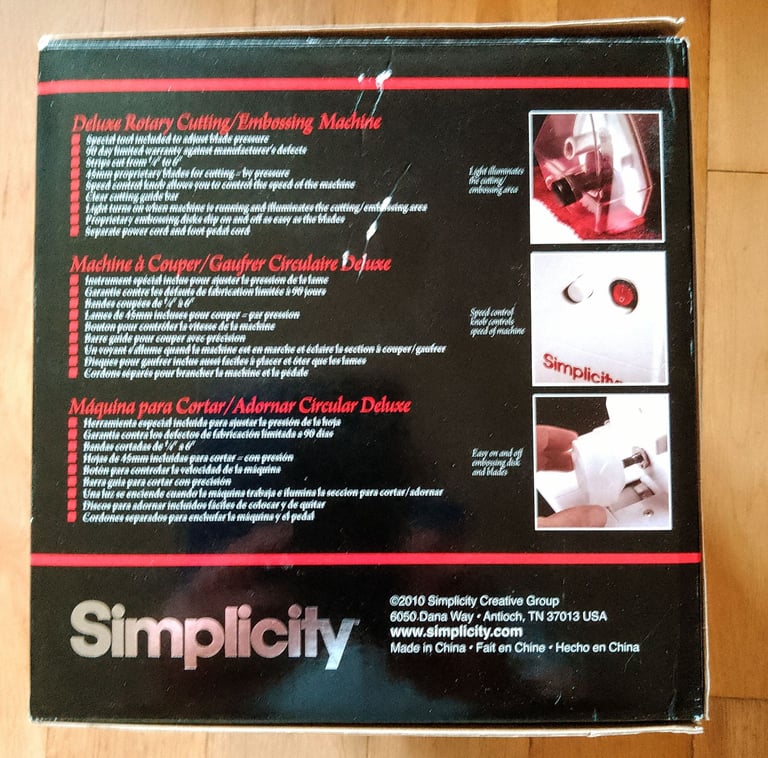 Deluxe Rotary Cutting/Embossing Machine
Special tool included to adjust blade pressure
90 day limited warranty against manufacturer's defects
Strips cut from 1/4" to 6"
45mm proprietary blades for cutting - by pressure
Speed control knob allows you to control the speed of the machine
Clear cutting guide bar
Light turns on when machine is running and illuminates the cutting/embossing area
Proprietary embossing disks slip on and off as easy as the blades
Separate power cord and foot pedal cord
Light illuminates
the cutting/
embossing area
Machine à Couper/Gaufrer Circulaire Deluxe
Instrument spécial inclus pour ajuster la pression de la lame
Garantie contre les défauts de fabrication limitée à 90 jours
Bandes coupées de 1/4" à 6"
Lames de 45mm incluses pour couper - par pression
Bouton pour contrôler la vitesse de la machine
Barre guide pour couper avec précision
Un voyant s'allume quand la machine est en marche et éclaire la section à couper/gaufrer
Disques pour gaufrer inclus aussi faciles à placer et ôter que les lames
Cordons séparés pour brancher la machine et la pédale
Speed control
knob controls
speed of machine
Simplicity
Máquina para Cortar/Adornar Circular Deluxe
Herramienta especial incluida para ajustar la presión de la hoja
Garantía contra los defectos de fabricación limitada a 90 días
Bandas cortadas de 1/4" a 6"
Hojas de 45mm incluidas para cortar - con presión
Botón para controlar la velocidad de la máquina
Barra guía para cortar con precisión
Una luz se enciende cuando la máquina trabaja e ilumina la seccion para cortar/adornar
Discos para adornar incluidos fáciles de colocar y de quitar
Cordones separados para enchufar la máquina y el pedal
Easy on and off
embossing disk
and blades
Simplicity
©2010 Simplicity Creative Group
6050 Dana Way • Antioch, TN 37013 USA
www.simplicity.com
Made in China • Fait en Chine • Hecho en China